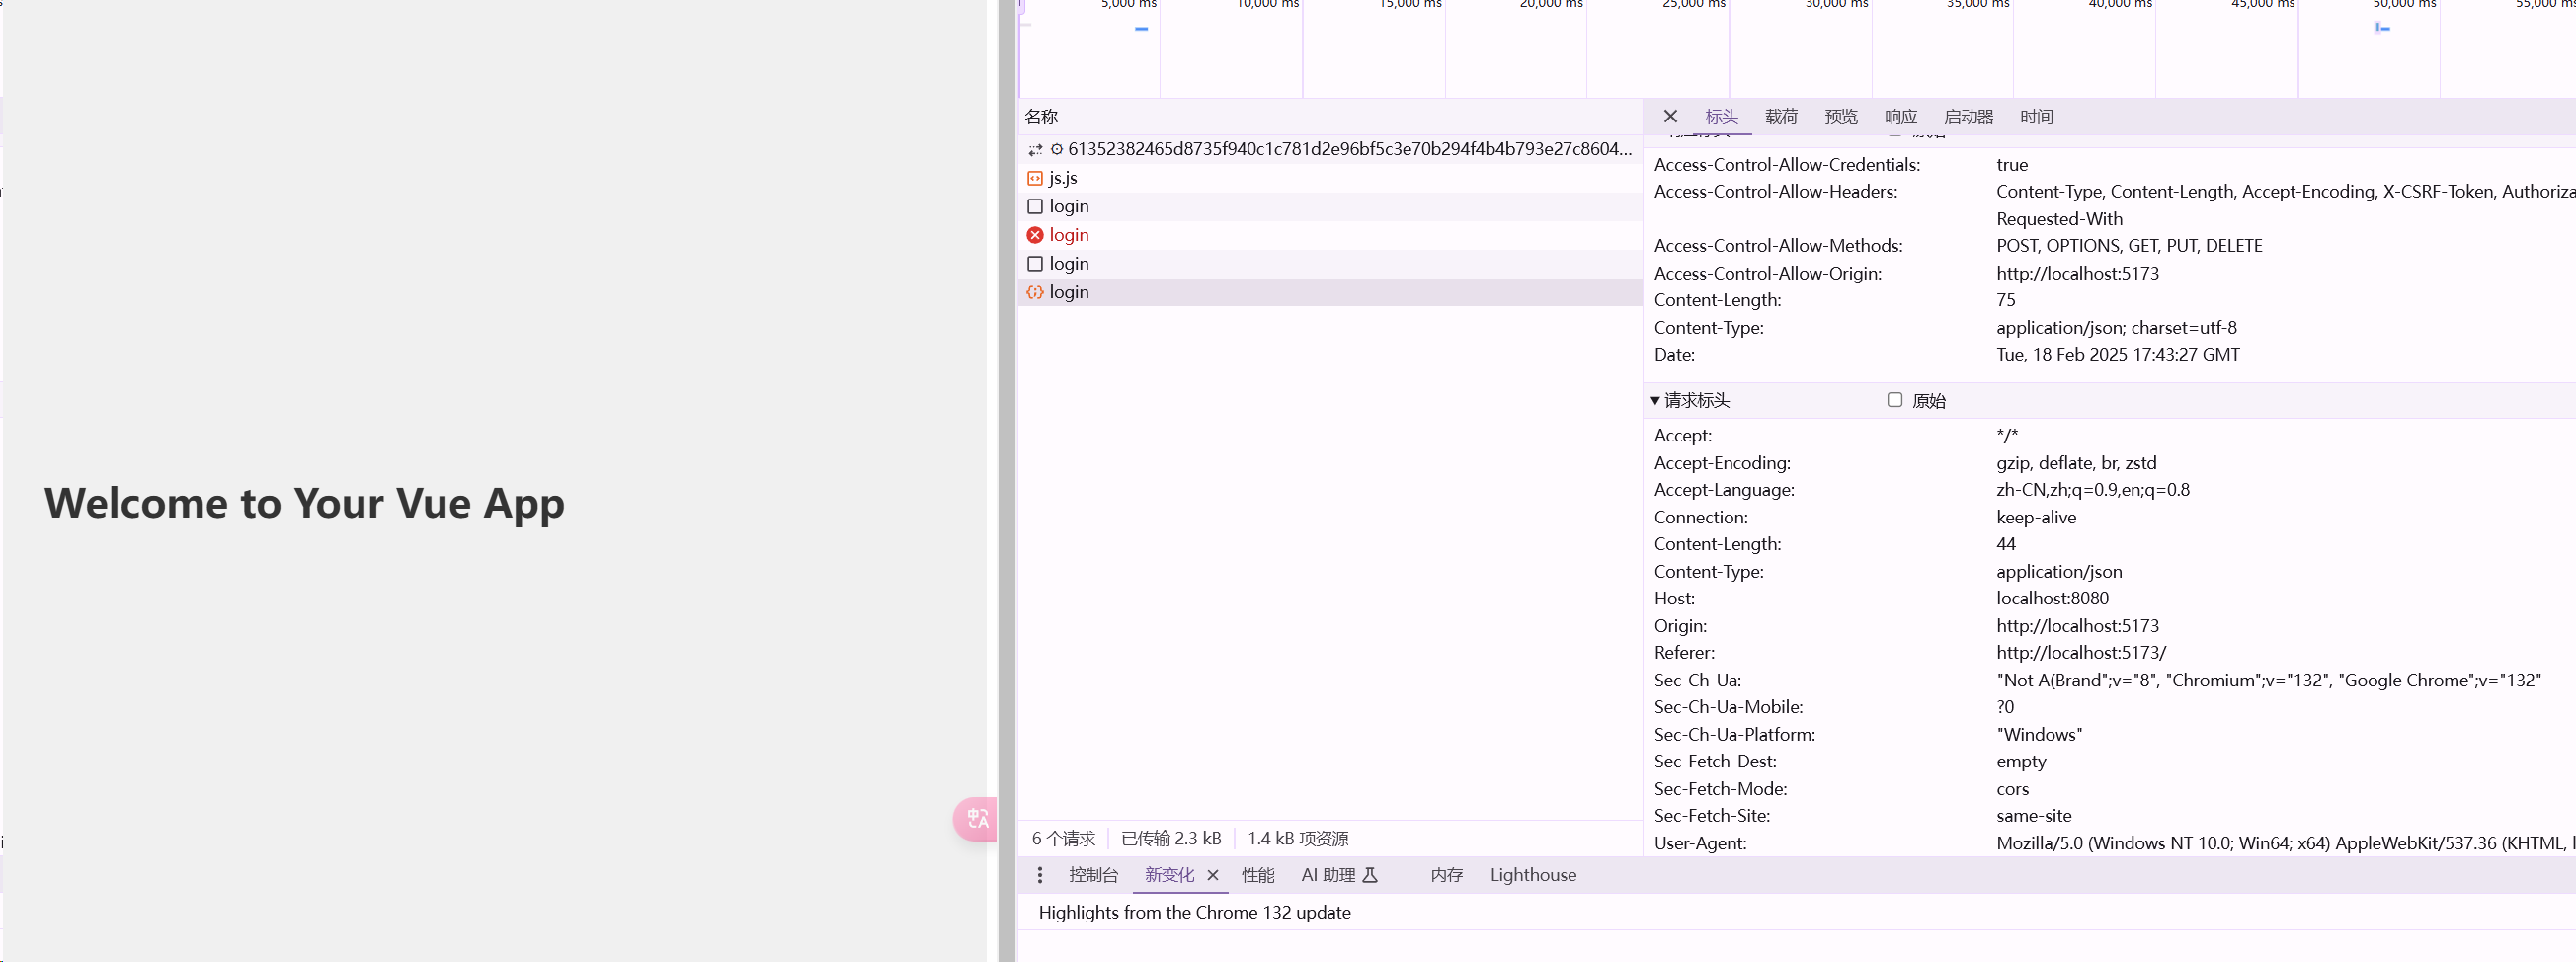 Welcome to Your Vue App
5,000 ms 10,000 ms 15,000 ms 20,000 ms 25,000 ms 30,000 ms 35,000 ms 40,000 ms 45,000 ms 50,000 ms 55,000
名称
61352382465d8735f940c1c781d2e96bf5c3e70b294f4b4b793e27c8604...
js.js
login
login
login
login
6 个请求 已传输 2.3 kB 1.4 kB 项资源
标头 载荷 预览 响应 启动器 时间
Access-Control-Allow-Credentials: true
Access-Control-Allow-Headers: Content-Type, Content-Length, Accept-Encoding, X-CSRF-Token, Authoriza
Requested-With
Access-Control-Allow-Methods: POST, OPTIONS, GET, PUT, DELETE
Access-Control-Allow-Origin: http://localhost:5173
Content-Length: 75
Content-Type: application/json; charset=utf-8
Date: Tue, 18 Feb 2025 17:43:27 GMT
请求标头 原始
Accept: */*
Accept-Encoding: gzip, deflate, br, zstd
Accept-Language: zh-CN,zh;q=0.9,en;q=0.8
Connection: keep-alive
Content-Length: 44
Content-Type: application/json
Host: localhost:8080
Origin: http://localhost:5173
Referer: http://localhost:5173/
Sec-Ch-Ua: "Not A(Brand";v="8", "Chromium";v="132", "Google Chrome";v="132"
Sec-Ch-Ua-Mobile: ?0
Sec-Ch-Ua-Platform: "Windows"
Sec-Fetch-Dest: empty
Sec-Fetch-Mode: cors
Sec-Fetch-Site: same-site
User-Agent: Mozilla/5.0 (Windows NT 10.0; Win64; x64) AppleWebKit/537.36 (KHTML,
控制台 新变化 性能 AI 助理 内存 Lighthouse
Highlights from the Chrome 132 update